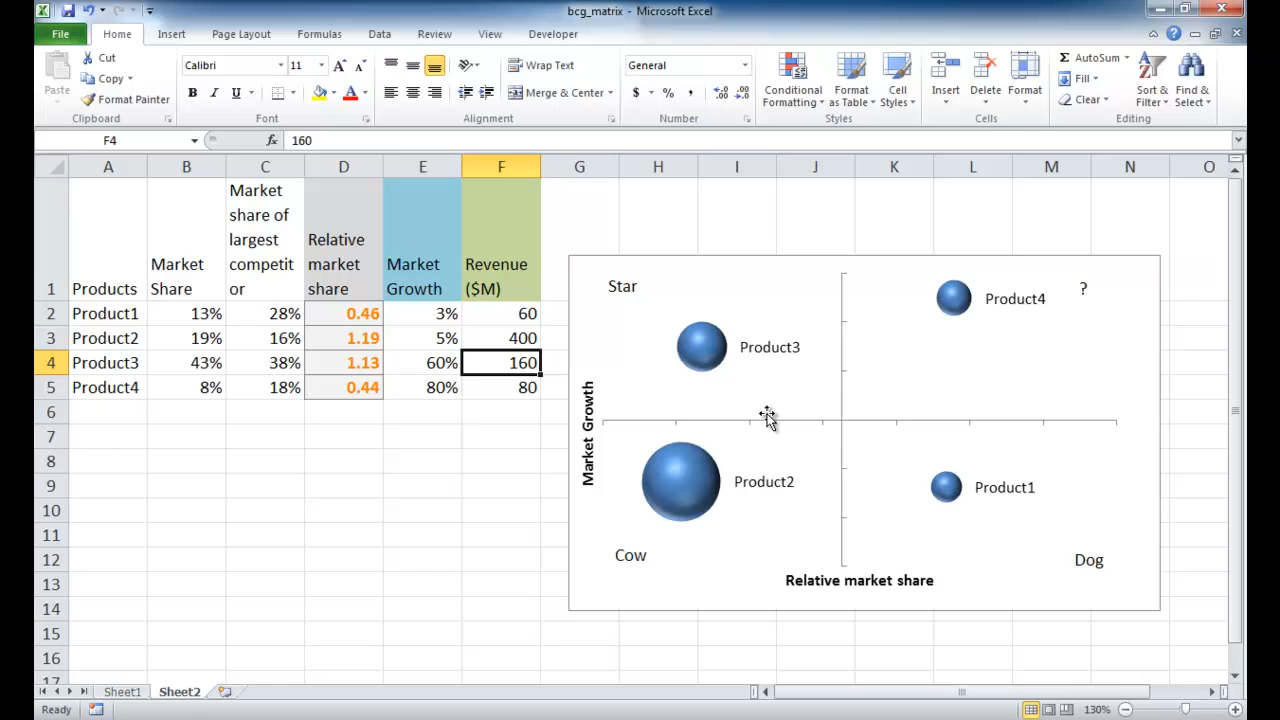 bcg_matrix - Microsoft Excel
File Home Insert Page Layout Formulas Data Review View Developer
Paste
Cut
Copy
Format Painter
Clipboard
Calibri 11
B I U
Font
Wrap Text
Merge & Center
Alignment
General
$ % ,
Number
Conditional Formatting
Format as Table
Cell Styles
Styles
Insert
Delete
Format
Cells
Σ AutoSum
Fill
Clear
Sort & Filter
Find & Select
Editing
F4 fx 160
A B C D E F G H I J K L M N O
1 Products
Market Share
Market share of largest competit or
Relative market share
Market Growth
Revenue ($M)
2 Product1 13% 28% 0.46 3% 60
3 Product2 19% 16% 1.19 5% 400
4 Product3 43% 38% 1.13 60% 160
5 Product4 8% 18% 0.44 80% 80
6
7
8
9
10
11
12
13
14
15
16
17
Star
?
Product4
Product3
Market Growth
Product2
Product1
Cow
Dog
Relative market share
Sheet1 Sheet2
Ready
130%